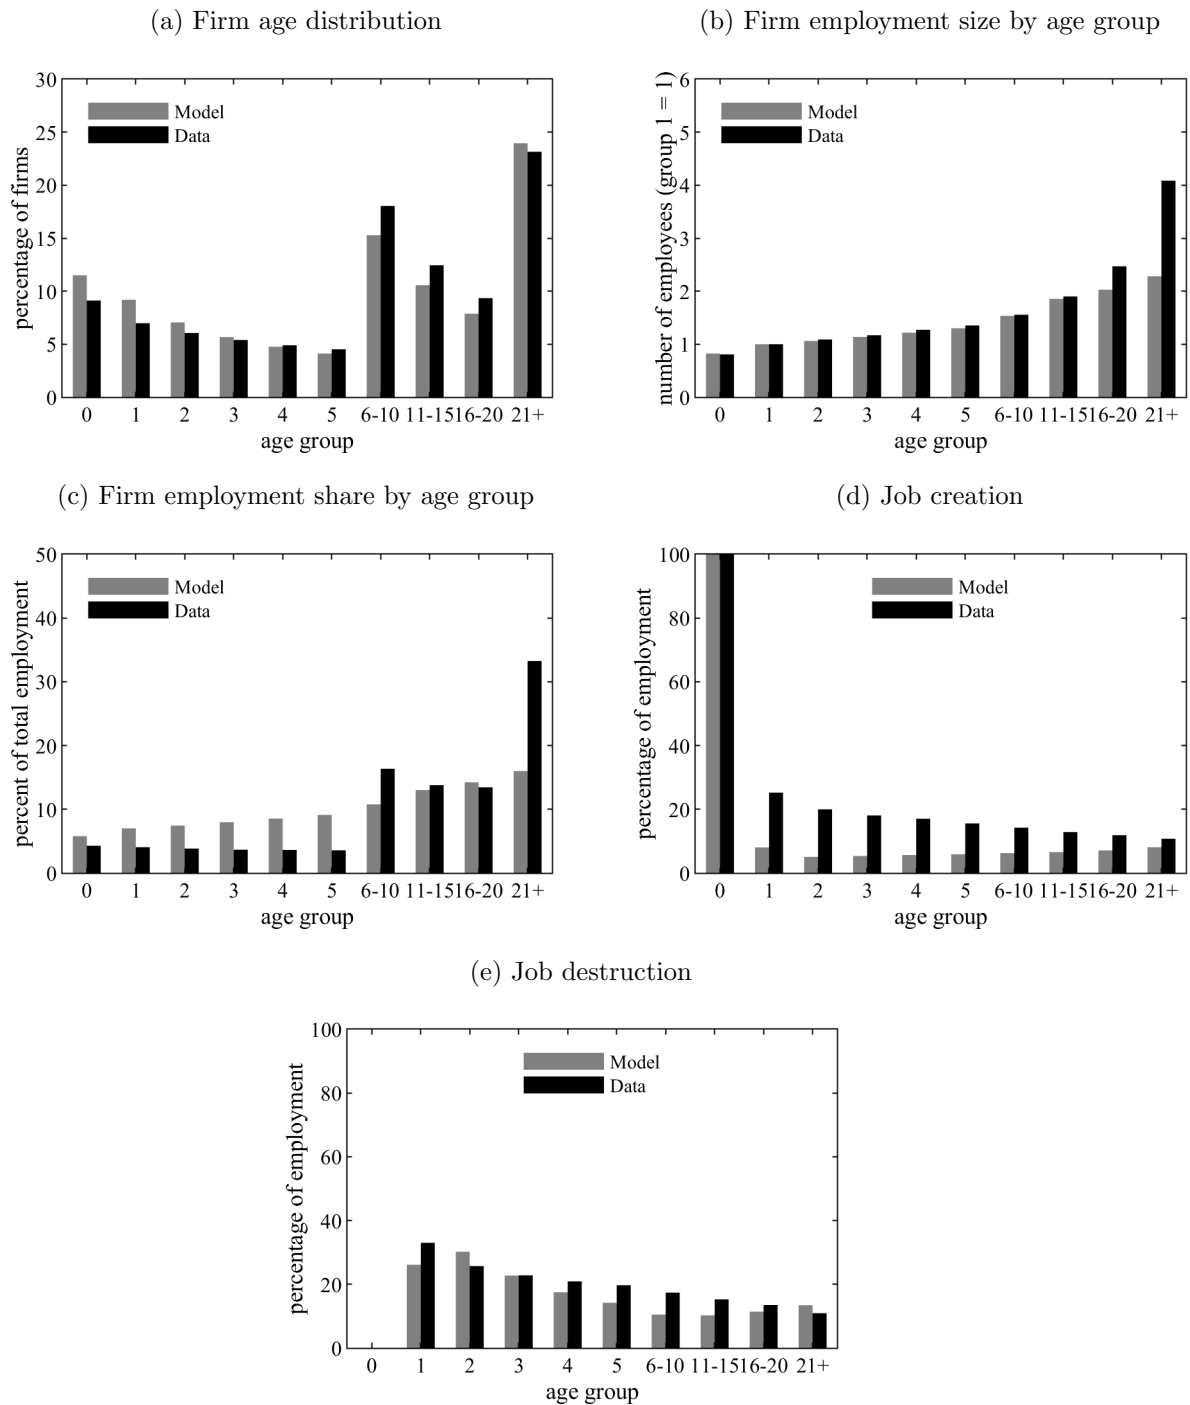 (a) Firm age distribution
percentage of firms
30
25
20
15
10
5
0
Model
Data
0 1 2 3 4 5 6-10 11-15 16-20 21+
age group
(b) Firm employment size by age group
number of employees (group 1 = 1)
6
5
4
3
2
1
0
Model
Data
0 1 2 3 4 5 6-10 11-15 16-20 21+
age group
(c) Firm employment share by age group
percent of total employment
50
40
30
20
10
0
Model
Data
0 1 2 3 4 5 6-10 11-15 16-20 21+
age group
(d) Job creation
percentage of employment
100
80
60
40
20
0
Model
Data
0 1 2 3 4 5 6-10 11-15 16-20 21+
age group
(e) Job destruction
percentage of employment
100
80
60
40
20
0
Model
Data
0 1 2 3 4 5 6-10 11-15 16-20 21+
age group